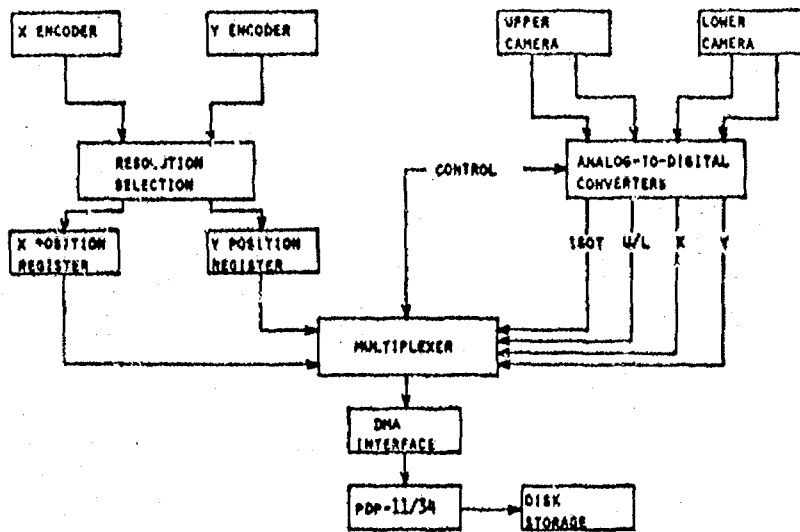 X ENCODER
Y ENCODER
UPPER
CAMERA
LOWER
CAMERA
RESOLUTION
SELECTION
CONTROL
ANALOG-TO-DIGITAL
CONVERTERS
X POSITION
REGISTER
Y POSITION
REGISTER
U/L
X
Y
MULTIPLEXER
DMA
INTERFACE
PDP-11/34
DISK
STORAGE